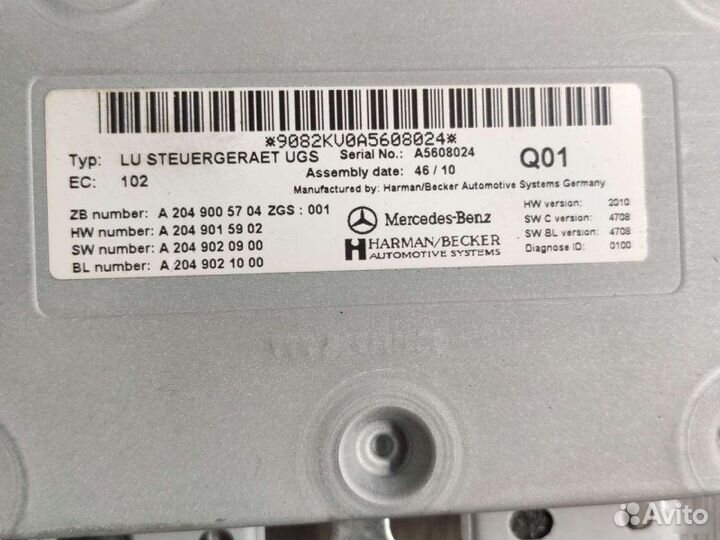 *9082KV0A5608024*
Typ: LU STEUERGERAET UGS Serial No.: A5608024 Q01
EC: 102 Assembly date: 46 / 10
Manufactured by: Harman/Becker Automotive Systems Germany
ZB number: A 204 900 57 04 ZGS : 001
HW number: A 204 901 59 02
SW number: A 204 902 09 00
BL number: A 204 902 10 00
Mercedes-Benz
HARMAN/BECKER
AUTOMOTIVE SYSTEMS
HW version: 2010
SW C version: 4708
SW BL version: 4708
Diagnose ID: 0100
Avito